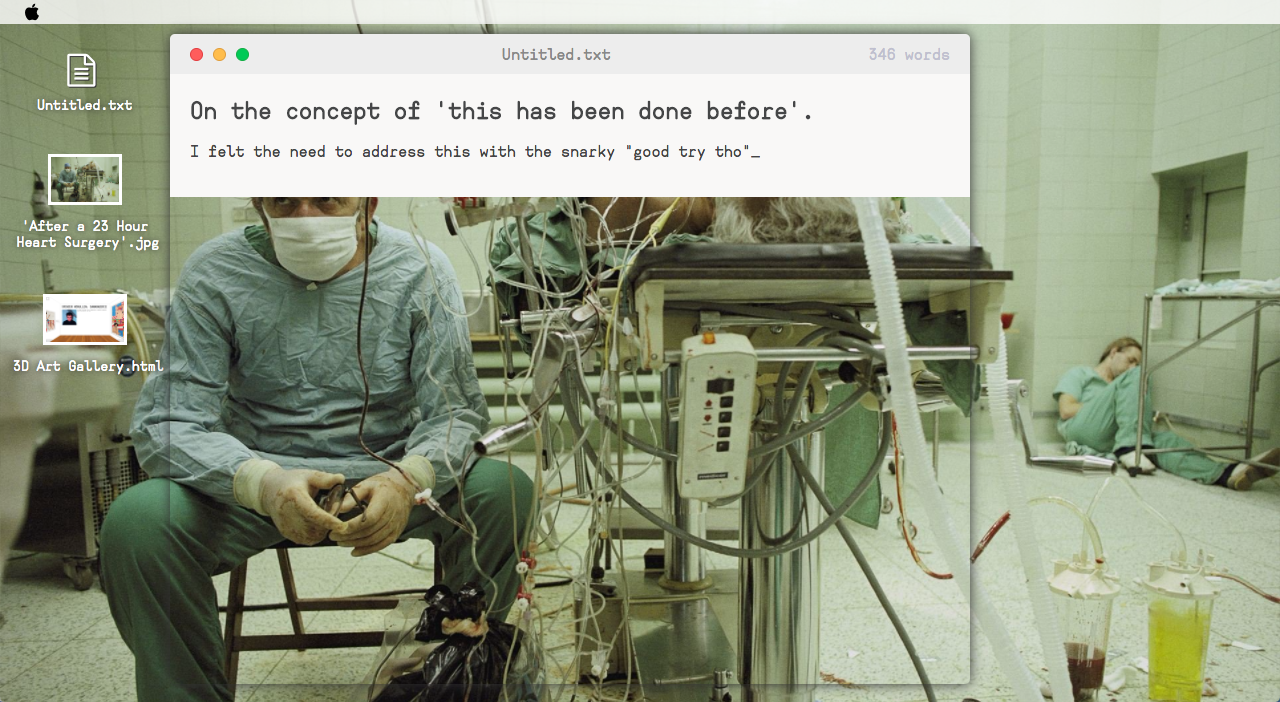 Untitled.txt
346 words
Untitled.txt
On the concept of 'this has been done before'.
I felt the need to address this with the snarky "good try tho"_
'After a 23 Hour
Heart Surgery'.jpg
3D Art Gallery.html